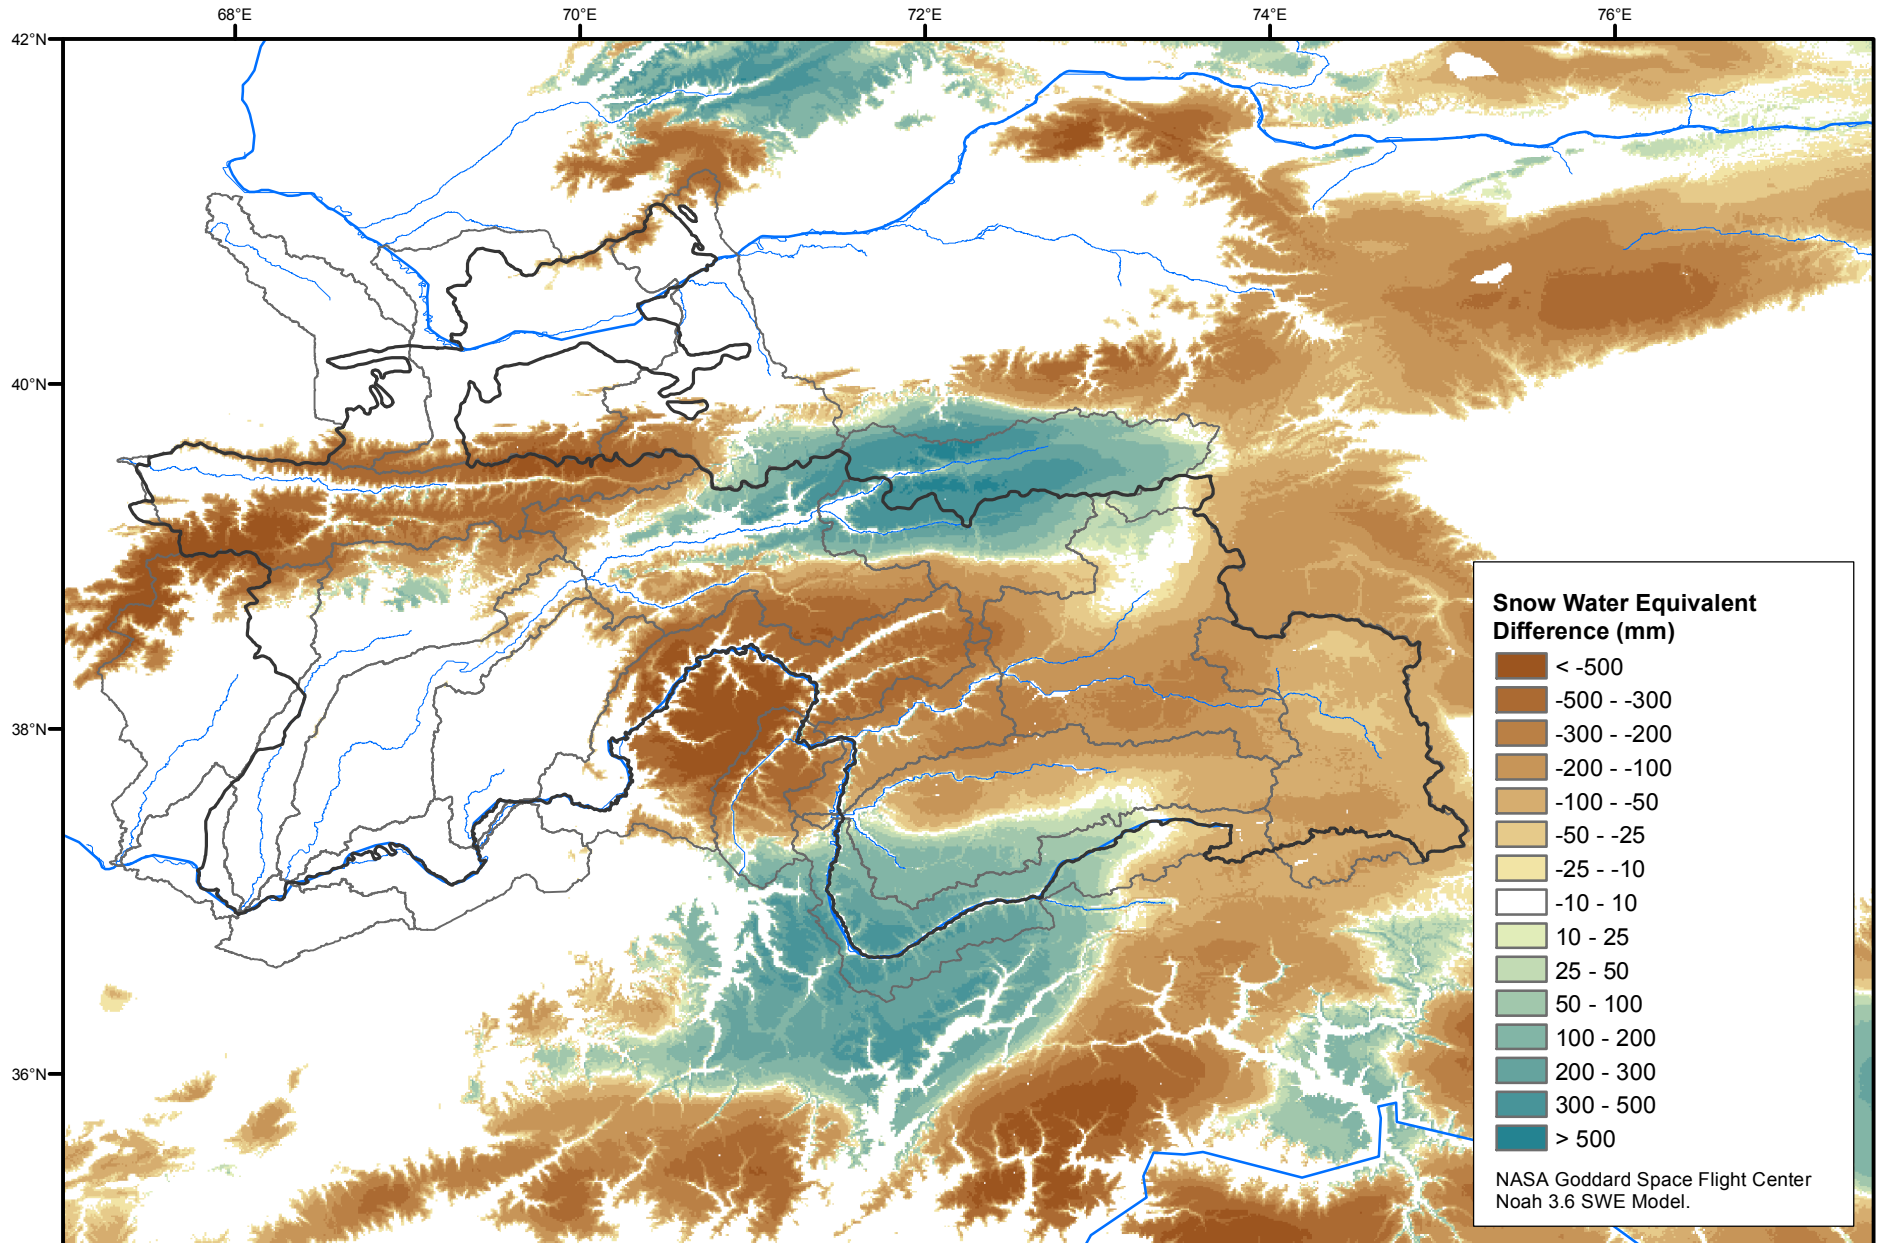 68°E 70°E 72°E 74°E 76°E
42°N
40°N
38°N
36°N
Snow Water Equivalent
Difference (mm)
< -500
-500 - -300
-300 - -200
-200 - -100
-100 - -50
-50 - -25
-25 - -10
-10 - 10
10 - 25
25 - 50
50 - 100
100 - 200
200 - 300
300 - 500
> 500
NASA Goddard Space Flight Center
Noah 3.6 SWE Model.